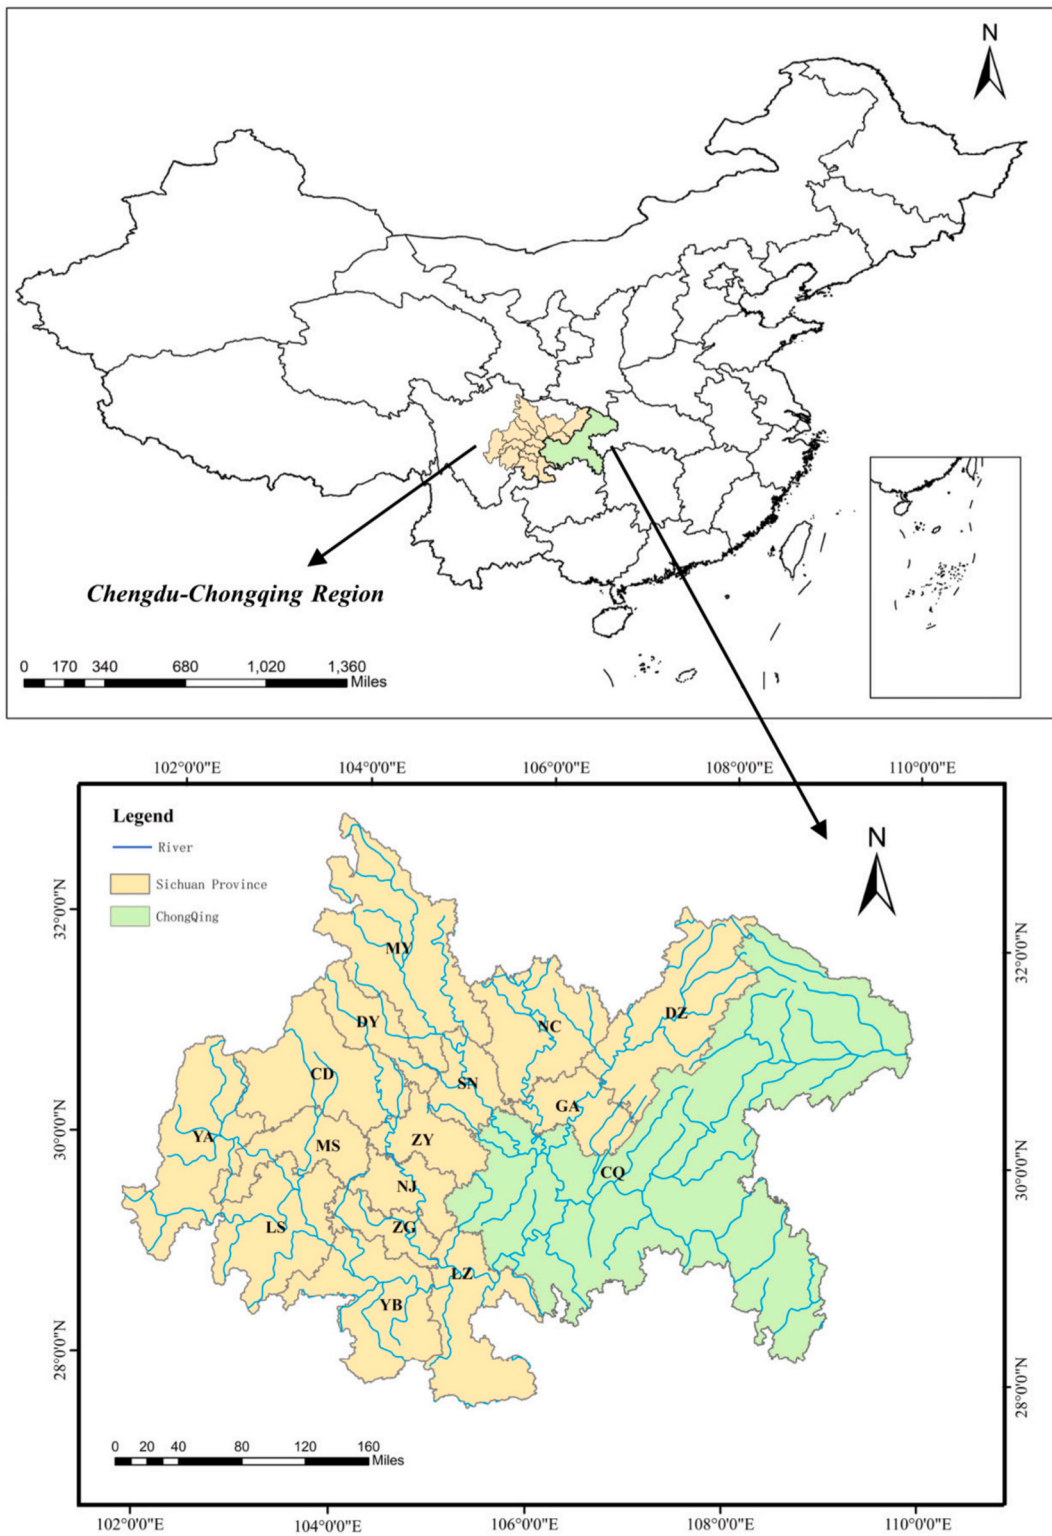 N
Chengdu-Chongqing Region
0 170 340 680 1,020 1,360
Miles
102°0'0"E 104°0'0"E 106°0'0"E 108°0'0"E 110°0'0"E
Legend
River
Sichuan Province
ChongQing
N
32°0'0"N
32°0'0"N
MY
DY
NC
DZ
CD
SN
GA
30°0'0"N
YA
MS
ZY
CQ
30°0'0"N
NJ
LS
ZG
LZ
YB
28°0'0"N
28°0'0"N
0 20 40 80 120 160
Miles
102°0'0"E 104°0'0"E 106°0'0"E 108°0'0"E 110°0'0"E